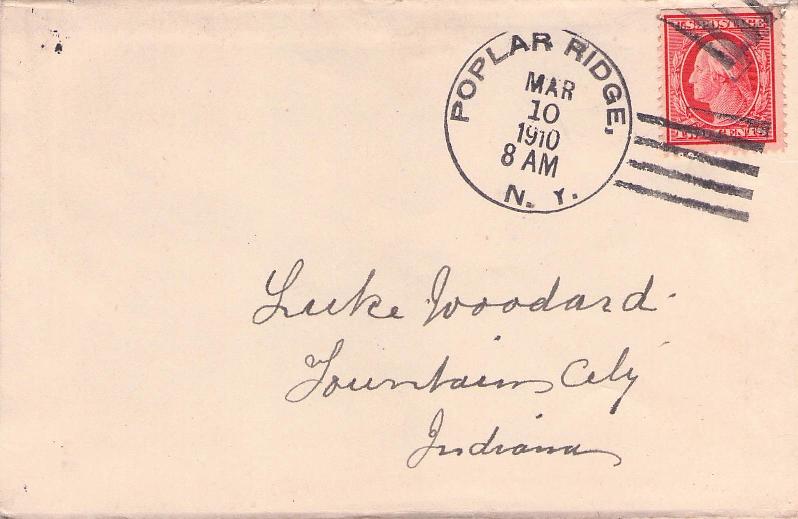 U.S. POSTAGE
TWO CENTS
POPLAR RIDGE,
MAR
10
1910
8 AM
N. Y.
Luke Woodard.
Fountain City
Indiana